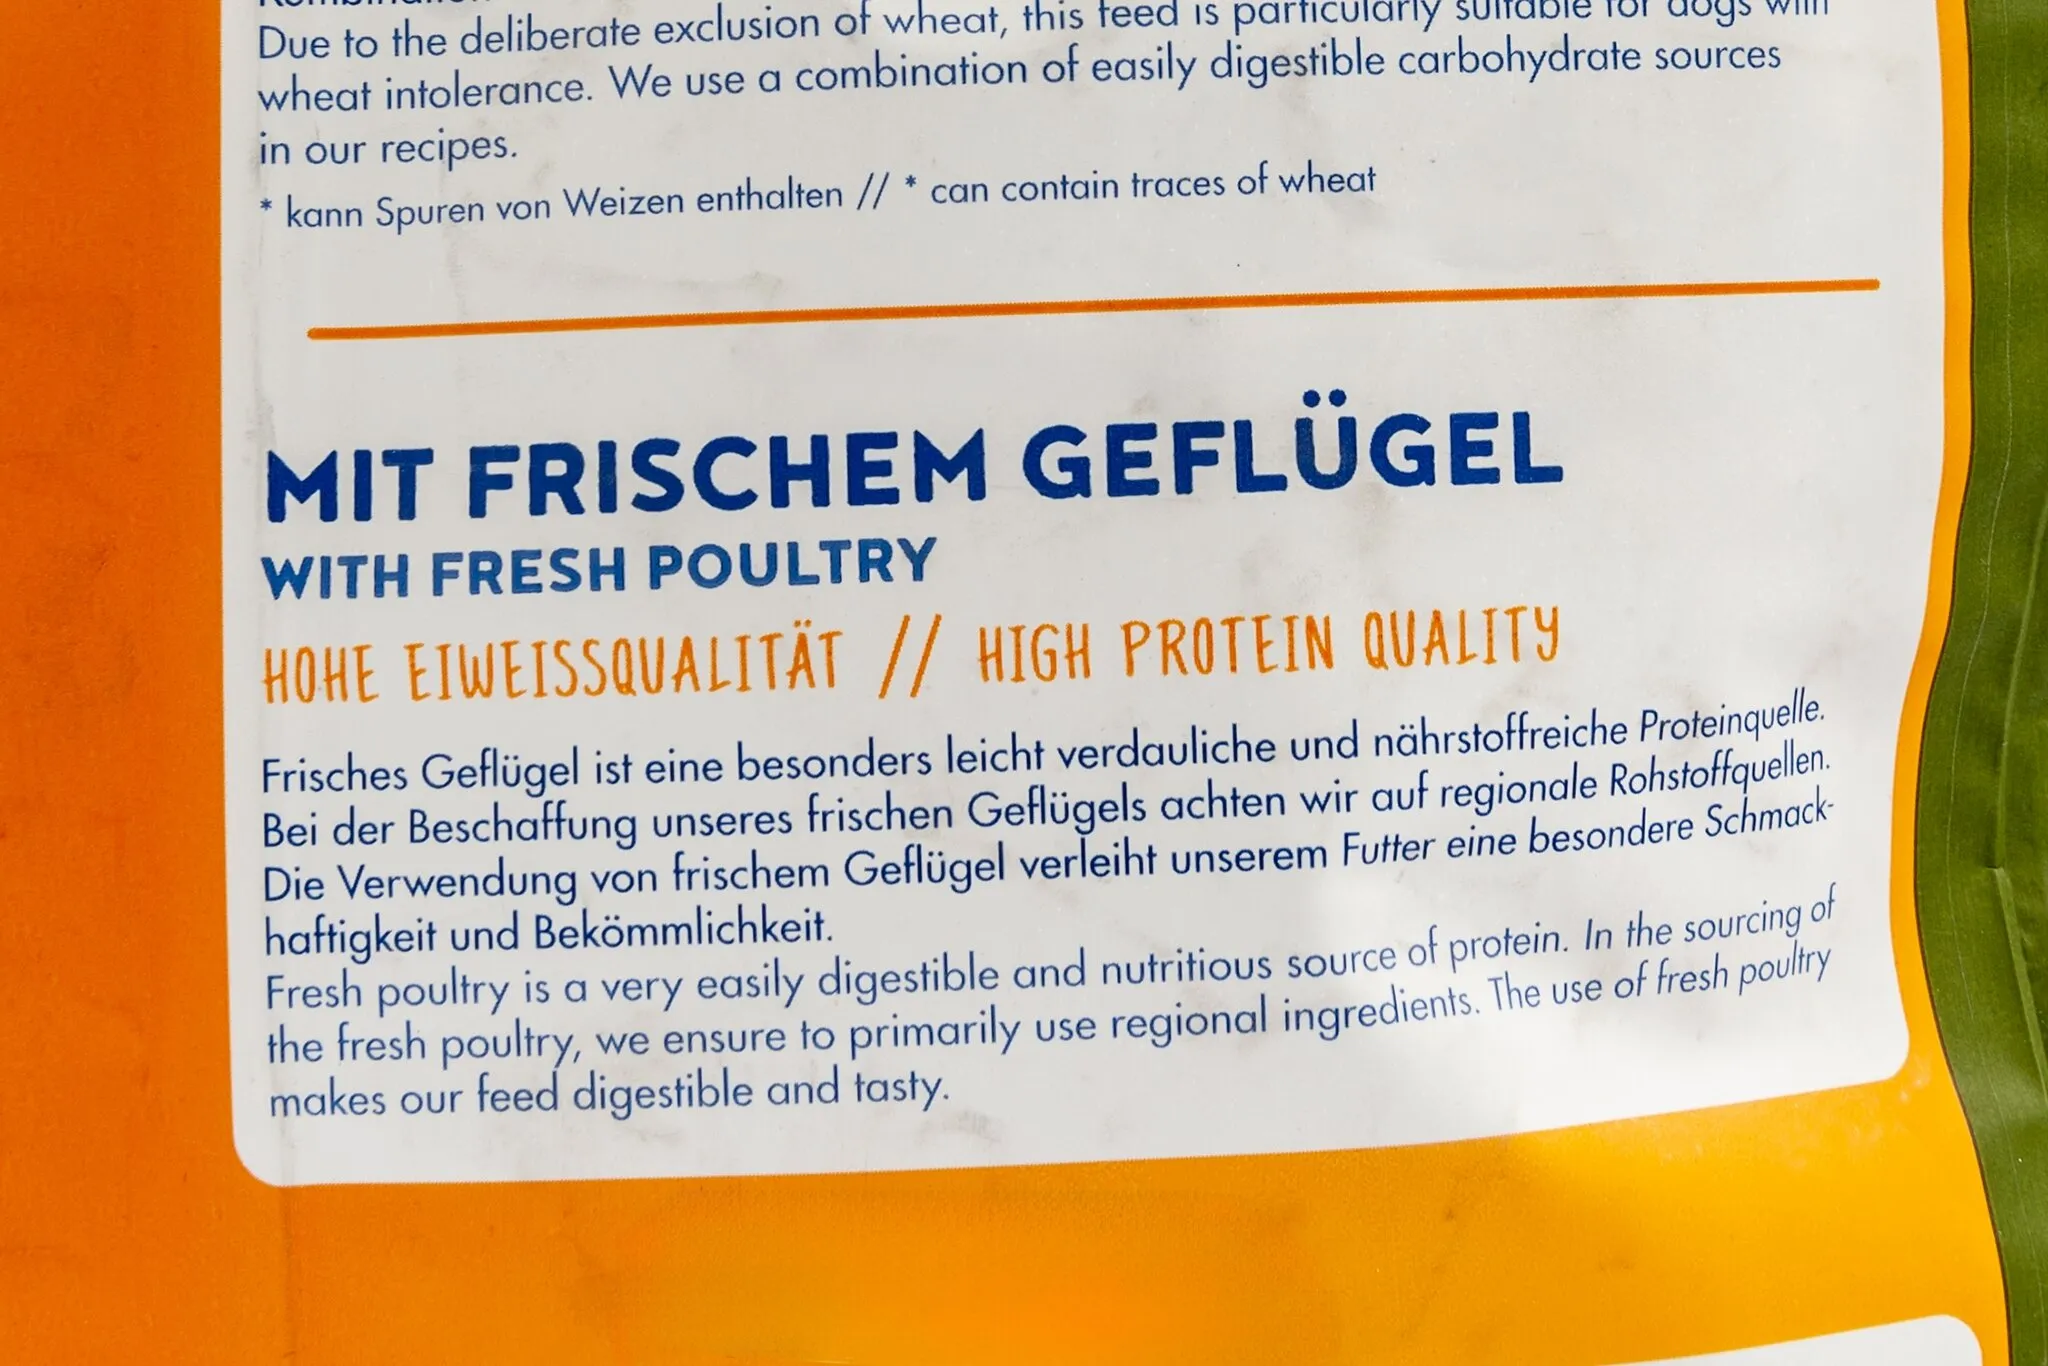 Due to the deliberate exclusion of wheat, this feed is particularly suitable for dogs with
wheat intolerance. We use a combination of easily digestible carbohydrate sources
in our recipes.
* kann Spuren von Weizen enthalten // * can contain traces of wheat
MIT FRISCHEM GEFLÜGEL
WITH FRESH POULTRY
HOHE EIWEISSQUALITÄT // HIGH PROTEIN QUALITY
Frisches Geflügel ist eine besonders leicht verdauliche und nährstoffreiche Proteinquelle.
Bei der Beschaffung unseres frischen Geflügels achten wir auf regionale Rohstoffquellen.
Die Verwendung von frischem Geflügel verleiht unserem Futter eine besondere Schmack-
haftigkeit und Bekömmlichkeit.
Fresh poultry is a very easily digestible and nutritious source of protein. In the sourcing of
the fresh poultry, we ensure to primarily use regional ingredients. The use of fresh poultry
makes our feed digestible and tasty.